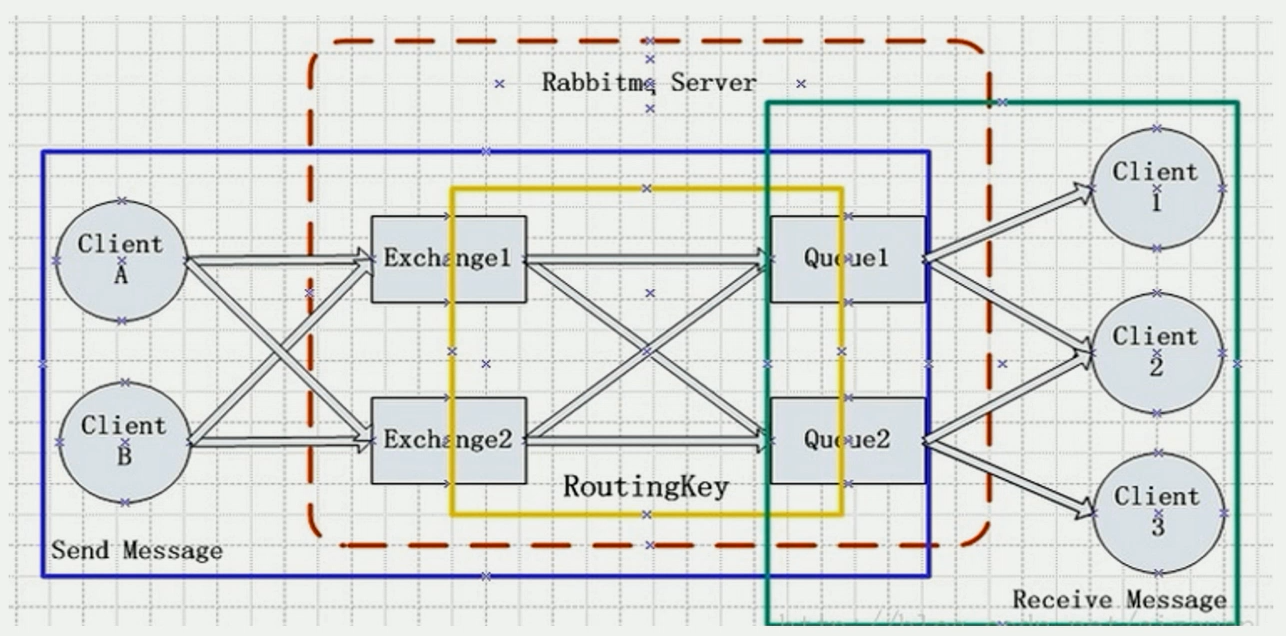 Rabbitmq Server
Client
A
Client
B
Exchange1
Exchange2
Queue1
Queue2
RoutingKey
Client
1
Client
2
Client
3
Send Message
Receive Message